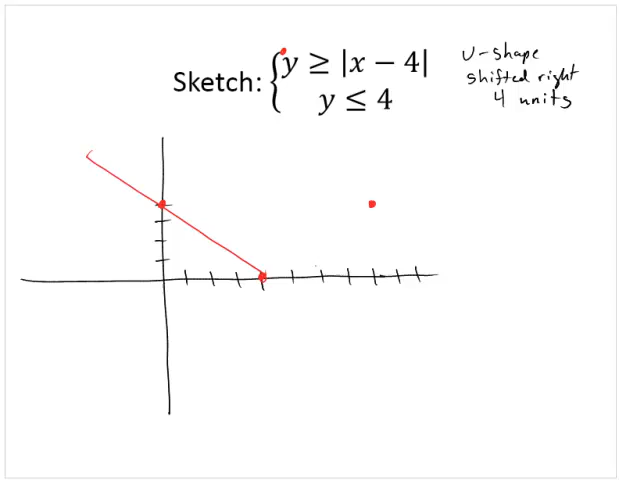 Sketch: { y ≥ |x − 4|
y ≤ 4
V-shape
shifted right
4 units